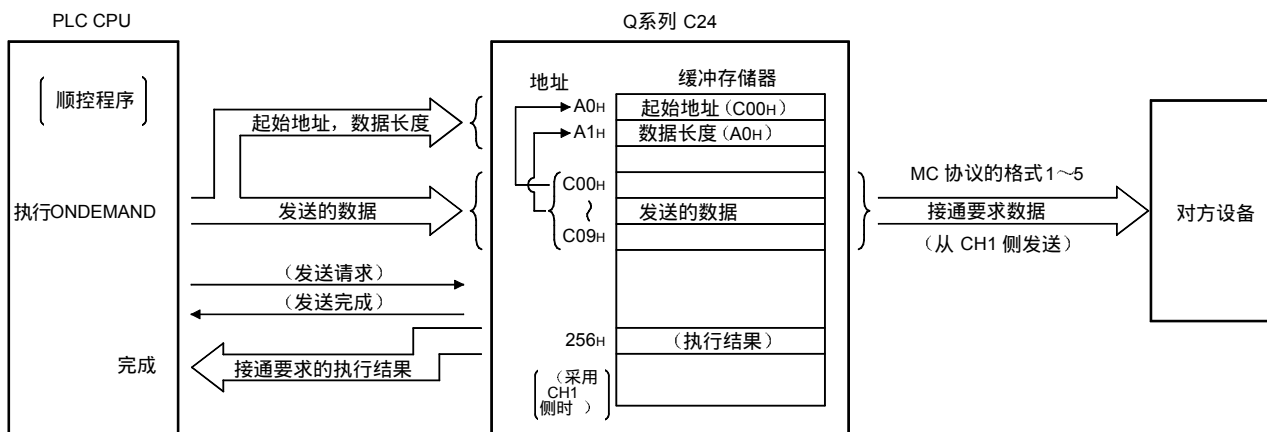 PLC CPU
Q系列 C24
顺控程序
地址
缓冲存储器
A0H
起始地址（C00H）
起始地址，数据长度
A1H
数据长度（A0H）
C00H
MC 协议的格式1～5
执行ONDEMAND
发送的数据
～
发送的数据
接通要求数据
对方设备
C09H
（从 CH1 侧发送）
（发送请求）
（发送完成）
256H
（执行结果）
完成
接通要求的执行结果
（采用
CH1
侧时 ）